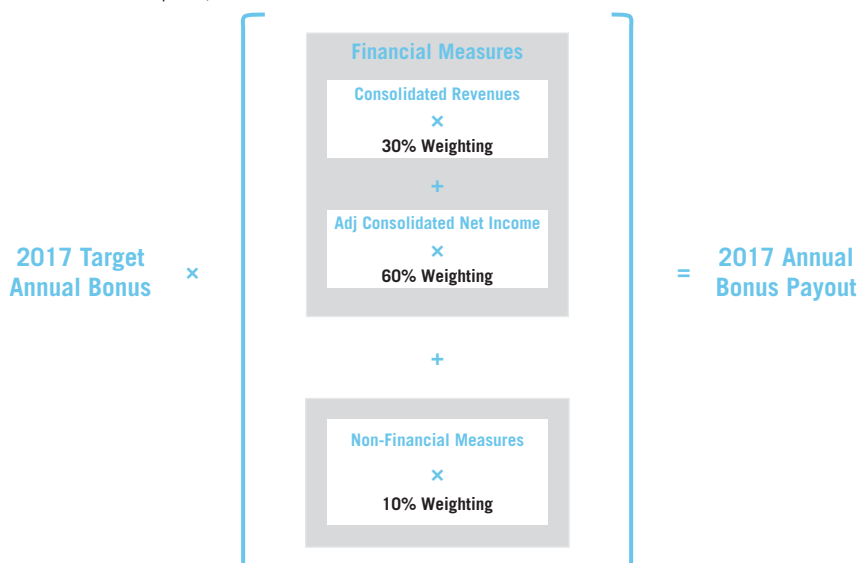 Financial Measures
Consolidated Revenues
×
30% Weighting
+
Adj Consolidated Net Income
×
60% Weighting
2017 Target
Annual Bonus
×
=
2017 Annual
Bonus Payout
+
Non-Financial Measures
×
10% Weighting